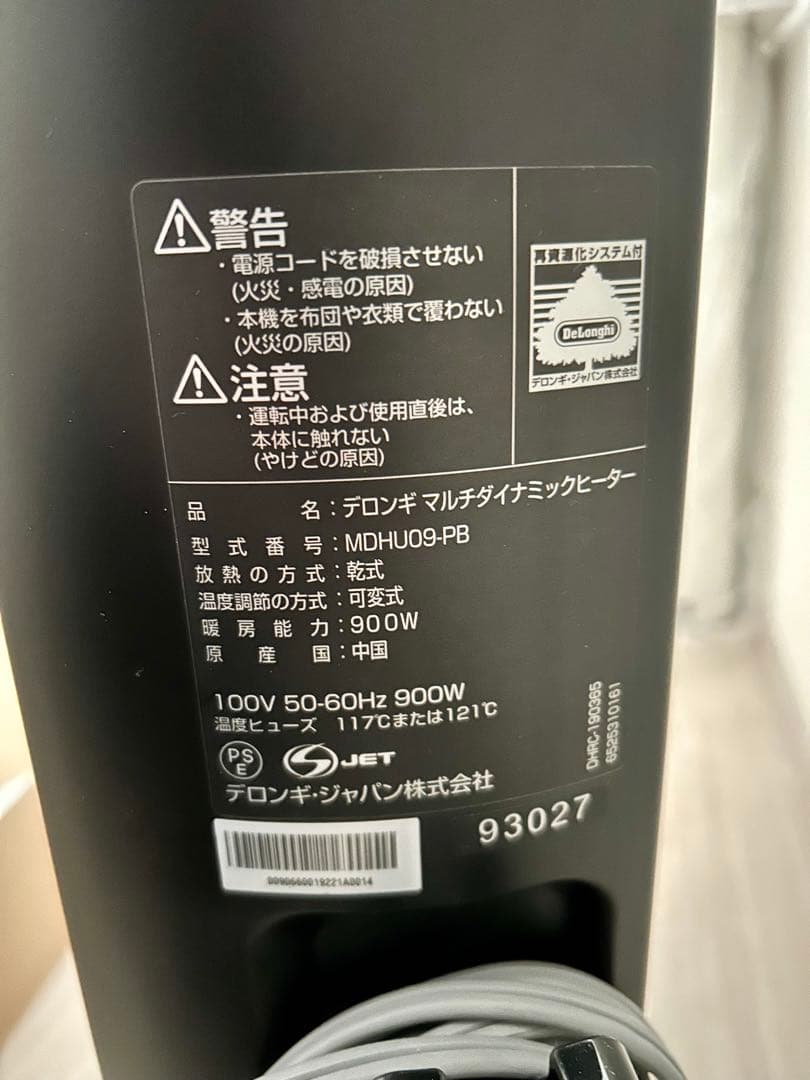 警告
・電源コードを破損させない
(火災・感電の原因)
・本機を布団や衣類で覆わない
(火災の原因)
注意
・運転中および使用直後は、
本体に触れない
(やけどの原因)
再資源化システム付
DeLonghi
デロンギ・ジャパン株式会社
品名：デロンギ マルチダイナミックヒーター
型式番号：MDHU09-PB
放熱の方式：乾式
温度調節の方式：可変式
暖房能力：900W
原産国：中国
100V 50-60Hz 900W
温度ヒューズ 117℃または121℃
PSE
JET
デロンギ・ジャパン株式会社
DHRC-190365
6525310161
93027